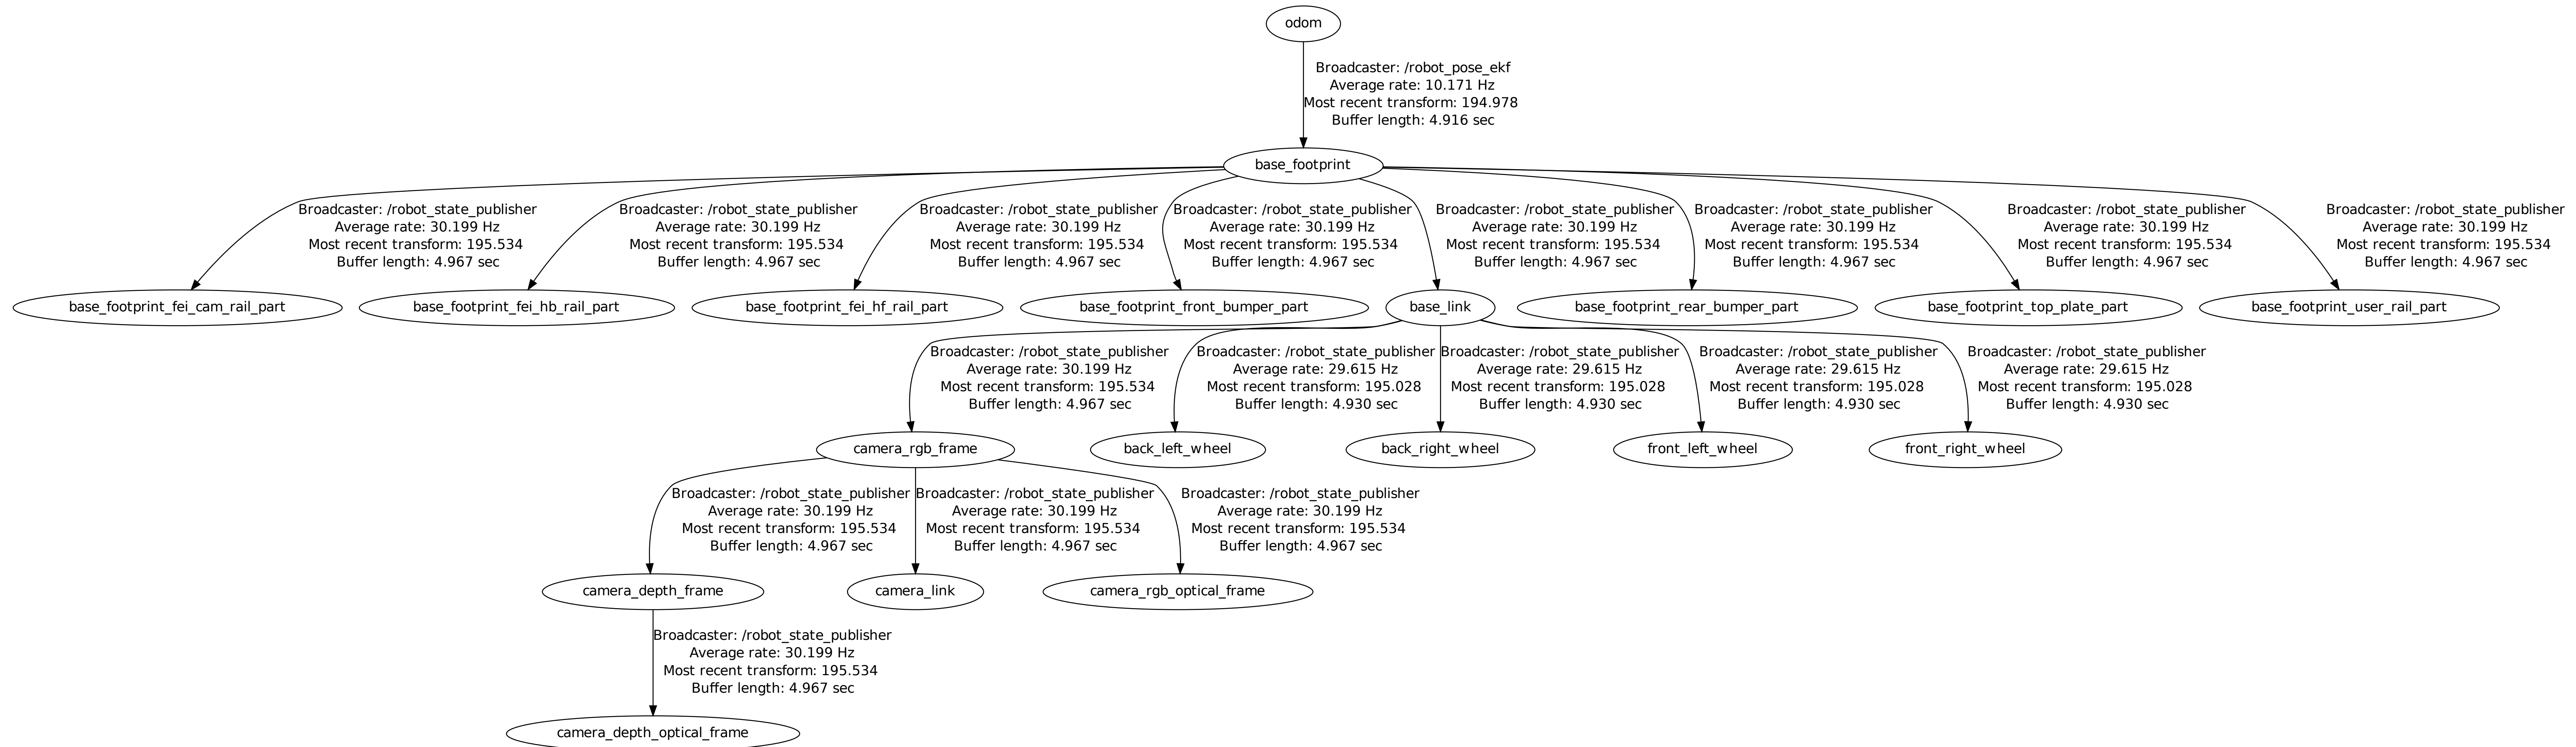 odom
Broadcaster: /robot_pose_ekf
Average rate: 10.171 Hz
Most recent transform: 194.978
Buffer length: 4.916 sec
base_footprint
Broadcaster: /robot_state_publisher
Average rate: 30.199 Hz
Most recent transform: 195.534
Buffer length: 4.967 sec
Broadcaster: /robot_state_publisher
Average rate: 30.199 Hz
Most recent transform: 195.534
Buffer length: 4.967 sec
Broadcaster: /robot_state_publisher
Average rate: 30.199 Hz
Most recent transform: 195.534
Buffer length: 4.967 sec
Broadcaster: /robot_state_publisher
Average rate: 30.199 Hz
Most recent transform: 195.534
Buffer length: 4.967 sec
Broadcaster: /robot_state_publisher
Average rate: 30.199 Hz
Most recent transform: 195.534
Buffer length: 4.967 sec
Broadcaster: /robot_state_publisher
Average rate: 30.199 Hz
Most recent transform: 195.534
Buffer length: 4.967 sec
Broadcaster: /robot_state_publisher
Average rate: 30.199 Hz
Most recent transform: 195.534
Buffer length: 4.967 sec
Broadcaster: /robot_state_publisher
Average rate: 30.199 Hz
Most recent transform: 195.534
Buffer length: 4.967 sec
base_footprint_fei_cam_rail_part
base_footprint_fei_hb_rail_part
base_footprint_fei_hf_rail_part
base_footprint_front_bumper_part
base_link
base_footprint_rear_bumper_part
base_footprint_top_plate_part
base_footprint_user_rail_part
Broadcaster: /robot_state_publisher
Average rate: 30.199 Hz
Most recent transform: 195.534
Buffer length: 4.967 sec
Broadcaster: /robot_state_publisher
Average rate: 29.615 Hz
Most recent transform: 195.028
Buffer length: 4.930 sec
Broadcaster: /robot_state_publisher
Average rate: 29.615 Hz
Most recent transform: 195.028
Buffer length: 4.930 sec
Broadcaster: /robot_state_publisher
Average rate: 29.615 Hz
Most recent transform: 195.028
Buffer length: 4.930 sec
Broadcaster: /robot_state_publisher
Average rate: 29.615 Hz
Most recent transform: 195.028
Buffer length: 4.930 sec
camera_rgb_frame
back_left_wheel
back_right_wheel
front_left_wheel
front_right_wheel
Broadcaster: /robot_state_publisher
Average rate: 30.199 Hz
Most recent transform: 195.534
Buffer length: 4.967 sec
Broadcaster: /robot_state_publisher
Average rate: 30.199 Hz
Most recent transform: 195.534
Buffer length: 4.967 sec
Broadcaster: /robot_state_publisher
Average rate: 30.199 Hz
Most recent transform: 195.534
Buffer length: 4.967 sec
camera_depth_frame
camera_link
camera_rgb_optical_frame
Broadcaster: /robot_state_publisher
Average rate: 30.199 Hz
Most recent transform: 195.534
Buffer length: 4.967 sec
camera_depth_optical_frame